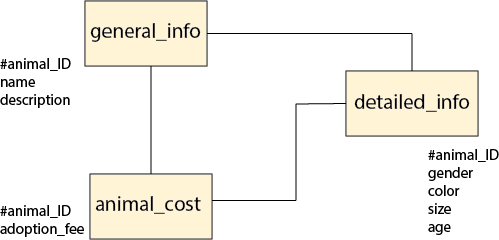 general_info
#animal_ID
name
description
detailed_info
#animal_ID
gender
color
size
age
animal_cost
#animal_ID
adoption_fee